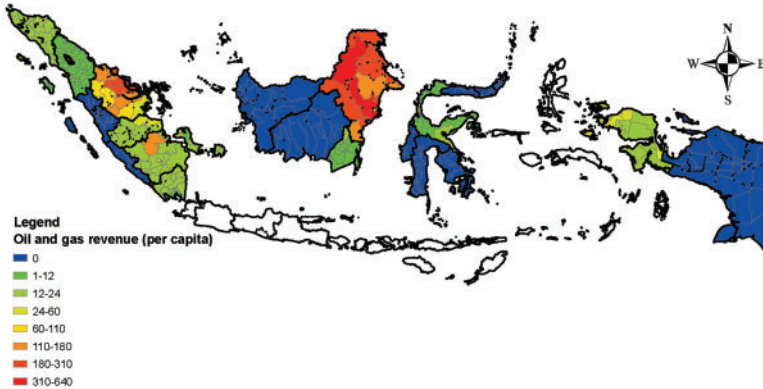 N
W E
S
Legend
Oil and gas revenue (per capita)
0
1-12
12-24
24-60
60-110
110-180
180-310
310-640